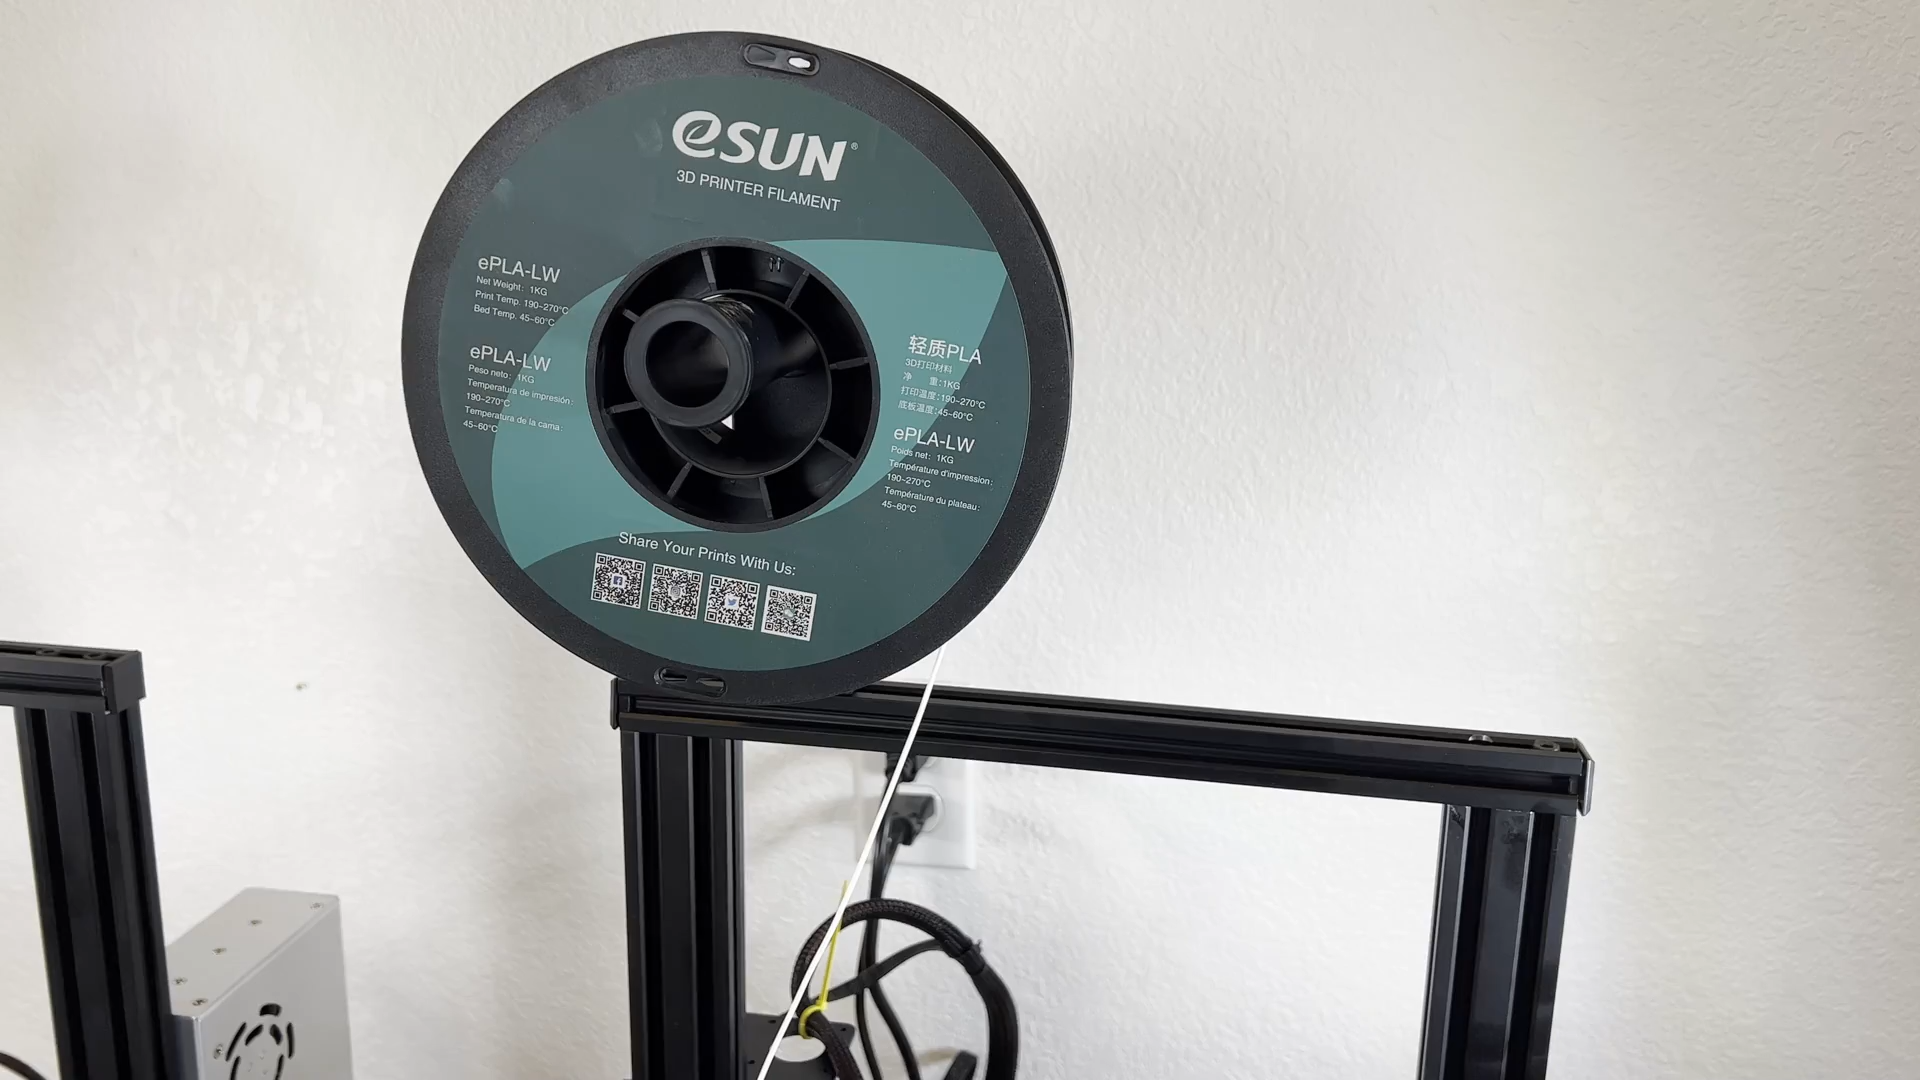 eSUN®
3D PRINTER FILAMENT
ePLA-LW
Net Weight: 1KG
Print Temp. 190~270°C
Bed Temp. 45~60°C
ePLA-LW
Peso neto: 1KG
Temperatura de impresión:
190~270°C
Temperatura de la cama:
45~60°C
轻质PLA
3D打印材料
净 重:1KG
打印温度:190~270°C
底板温度:45~60°C
ePLA-LW
Poids net: 1KG
Température d'impression:
190~270°C
Température du plateau:
45~60°C
Share Your Prints With Us: